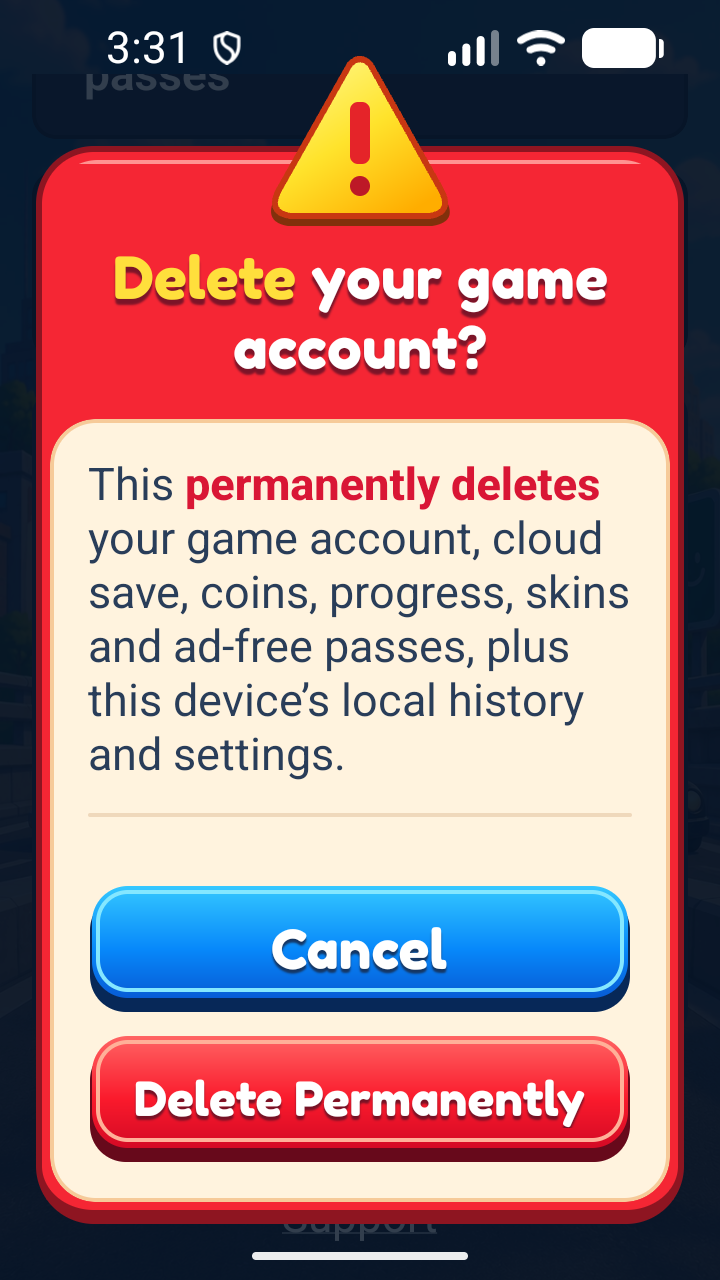 3:31
passes
Delete your game
account?
This permanently deletes
your game account, cloud
save, coins, progress, skins
and ad-free passes, plus
this device’s local history
and settings.
Cancel
Delete Permanently
Support